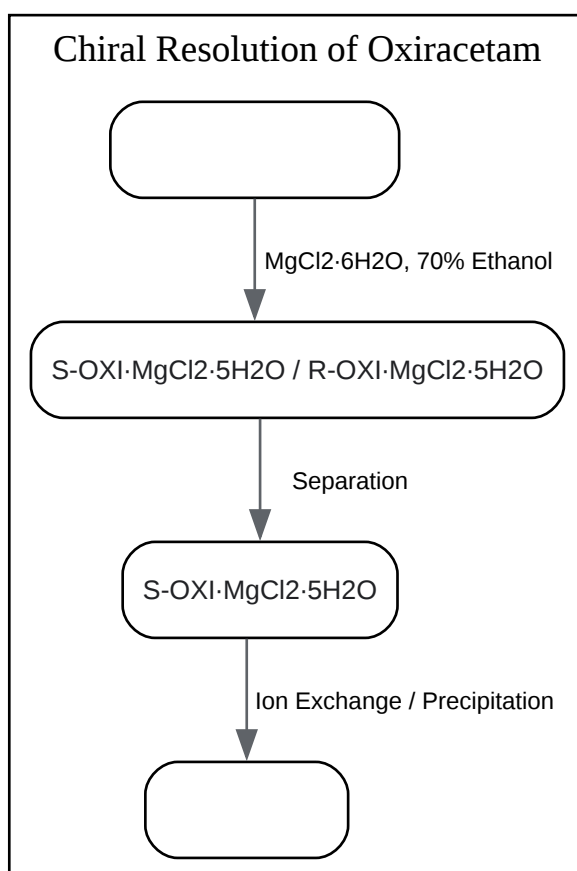 Chiral Resolution of Oxiracetam
MgCl2·6H2O, 70% Ethanol
S-OXI·MgCl2·5H2O / R-OXI·MgCl2·5H2O
Separation
S-OXI·MgCl2·5H2O
Ion Exchange / Precipitation